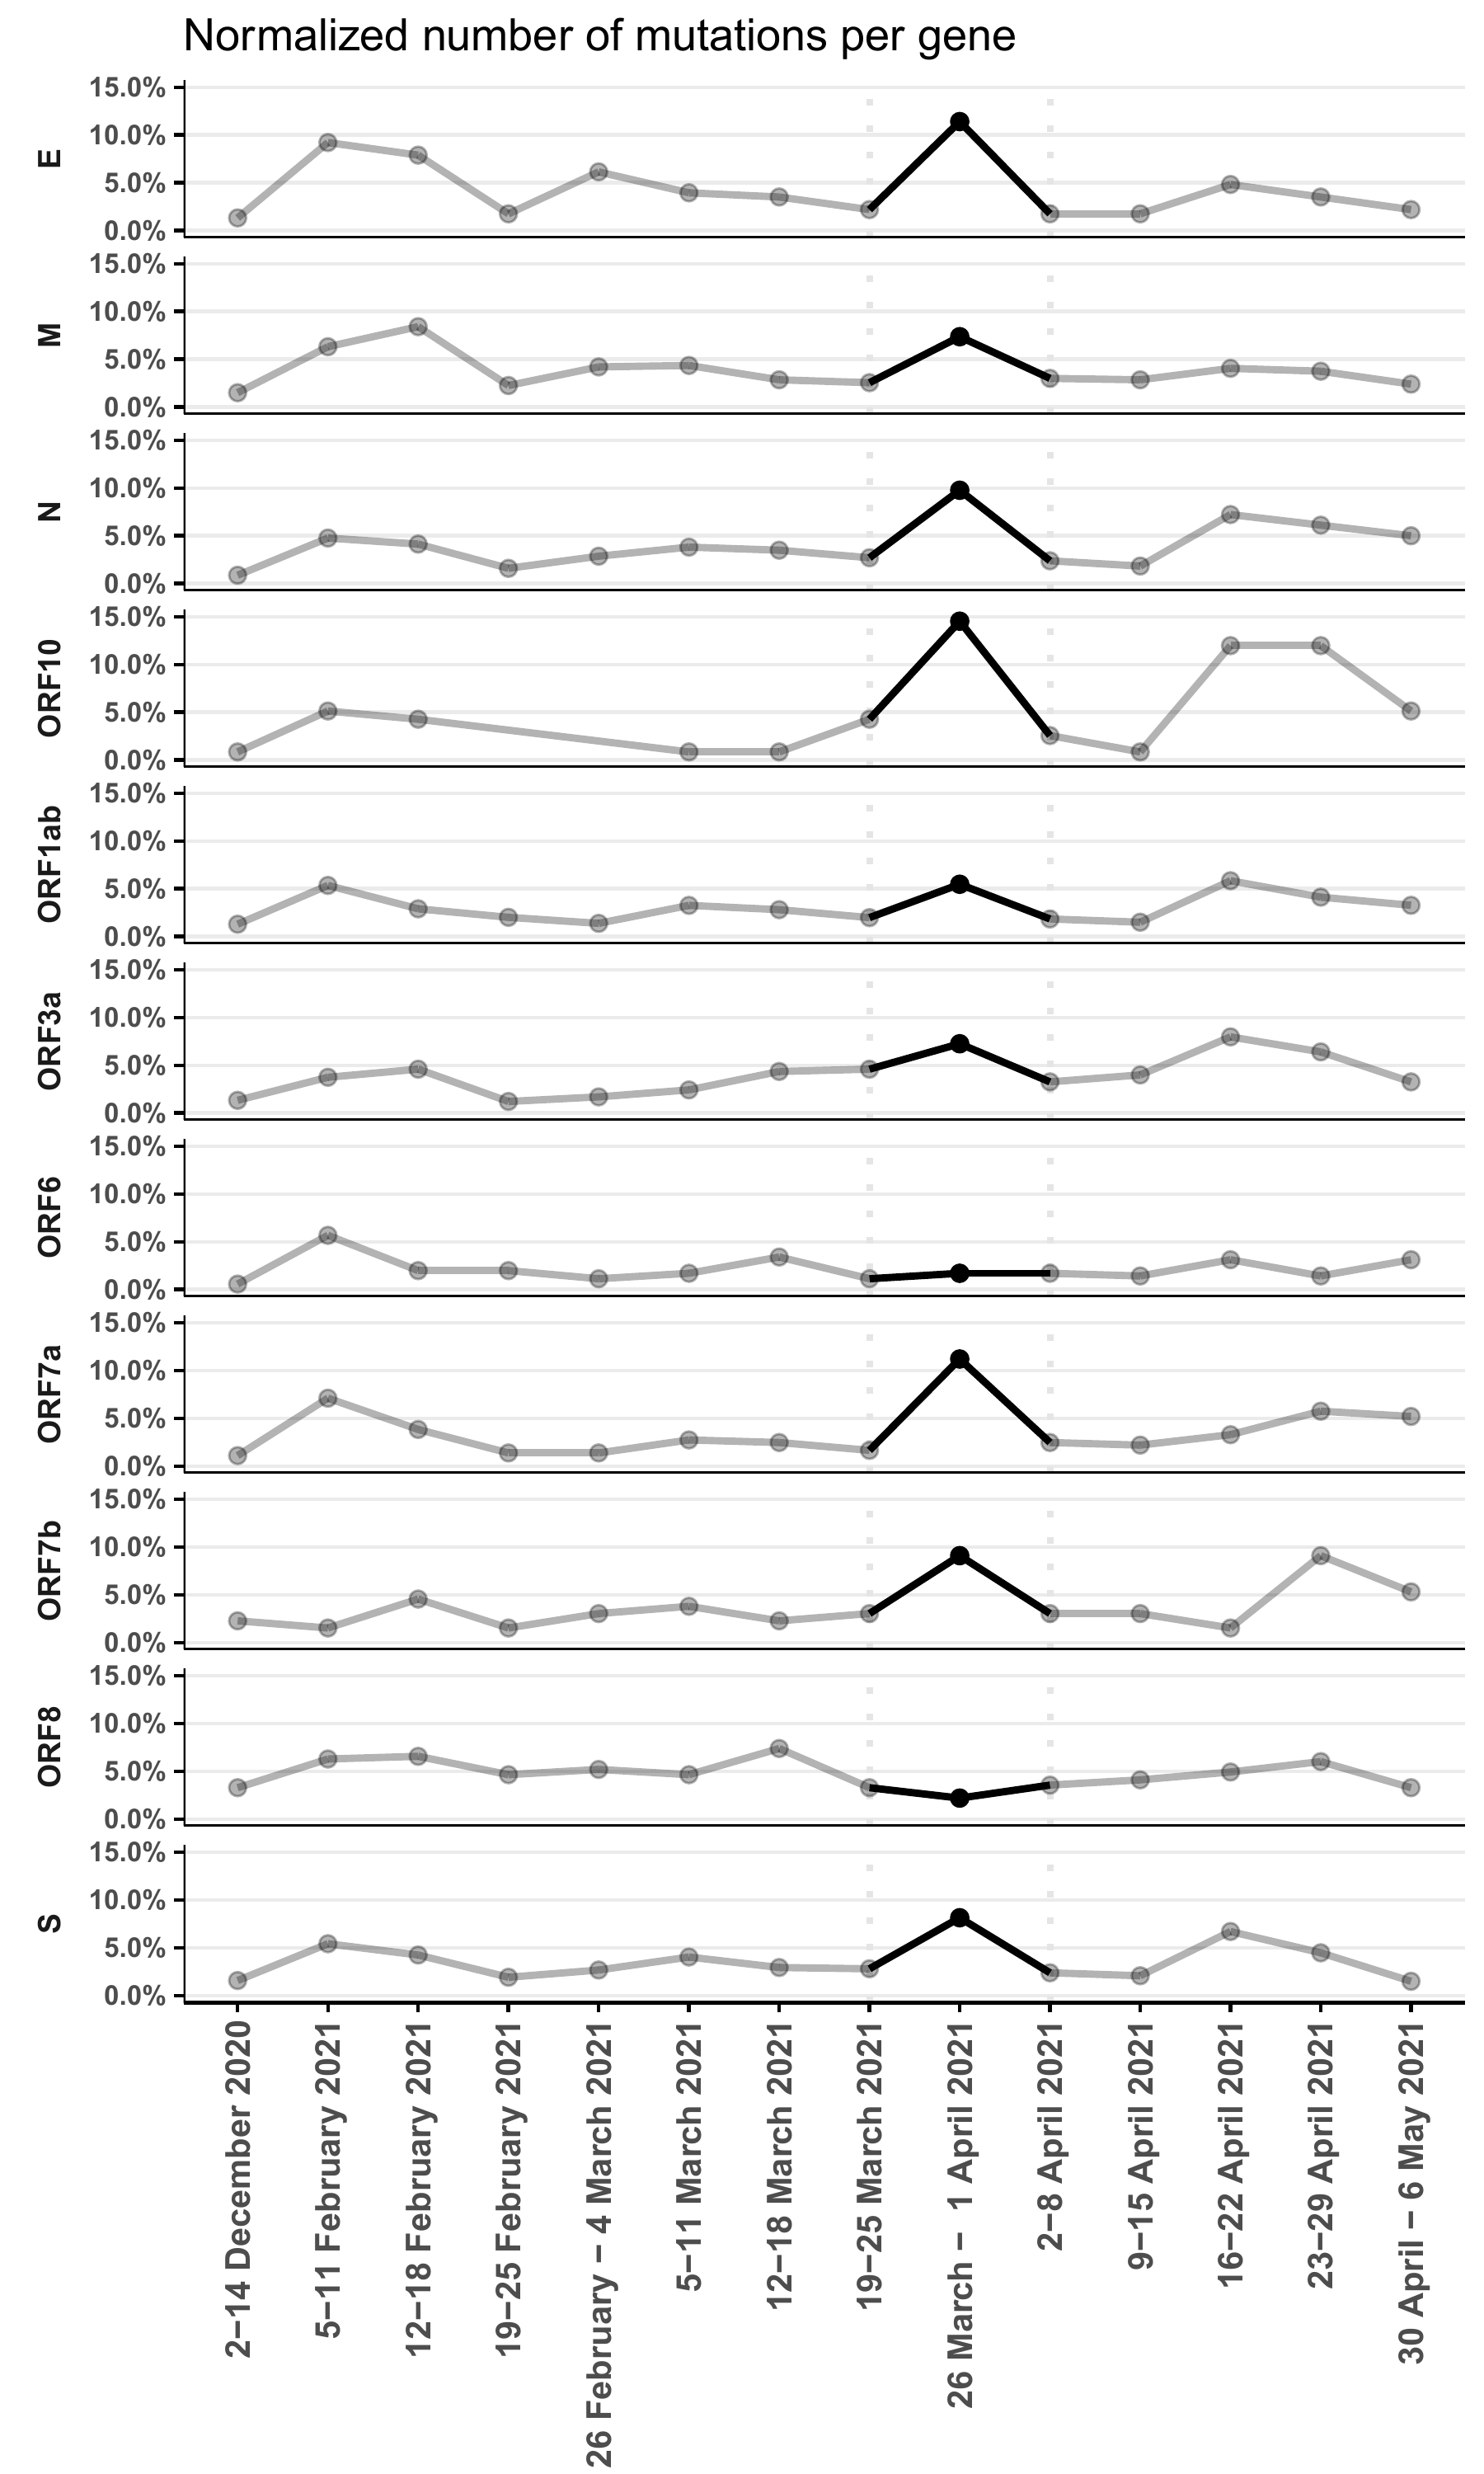 Normalized number of mutations per gene
E
15.0%
10.0%
5.0%
0.0%
M
15.0%
10.0%
5.0%
0.0%
N
15.0%
10.0%
5.0%
0.0%
ORF10
15.0%
10.0%
5.0%
0.0%
ORF1ab
15.0%
10.0%
5.0%
0.0%
ORF3a
15.0%
10.0%
5.0%
0.0%
ORF6
15.0%
10.0%
5.0%
0.0%
ORF7a
15.0%
10.0%
5.0%
0.0%
ORF7b
15.0%
10.0%
5.0%
0.0%
ORF8
15.0%
10.0%
5.0%
0.0%
S
15.0%
10.0%
5.0%
0.0%
2−14 December 2020
5−11 February 2021
12−18 February 2021
19−25 February 2021
26 February − 4 March 2021
5−11 March 2021
12−18 March 2021
19−25 March 2021
26 March − 1 April 2021
2−8 April 2021
9−15 April 2021
16−22 April 2021
23−29 April 2021
30 April − 6 May 2021